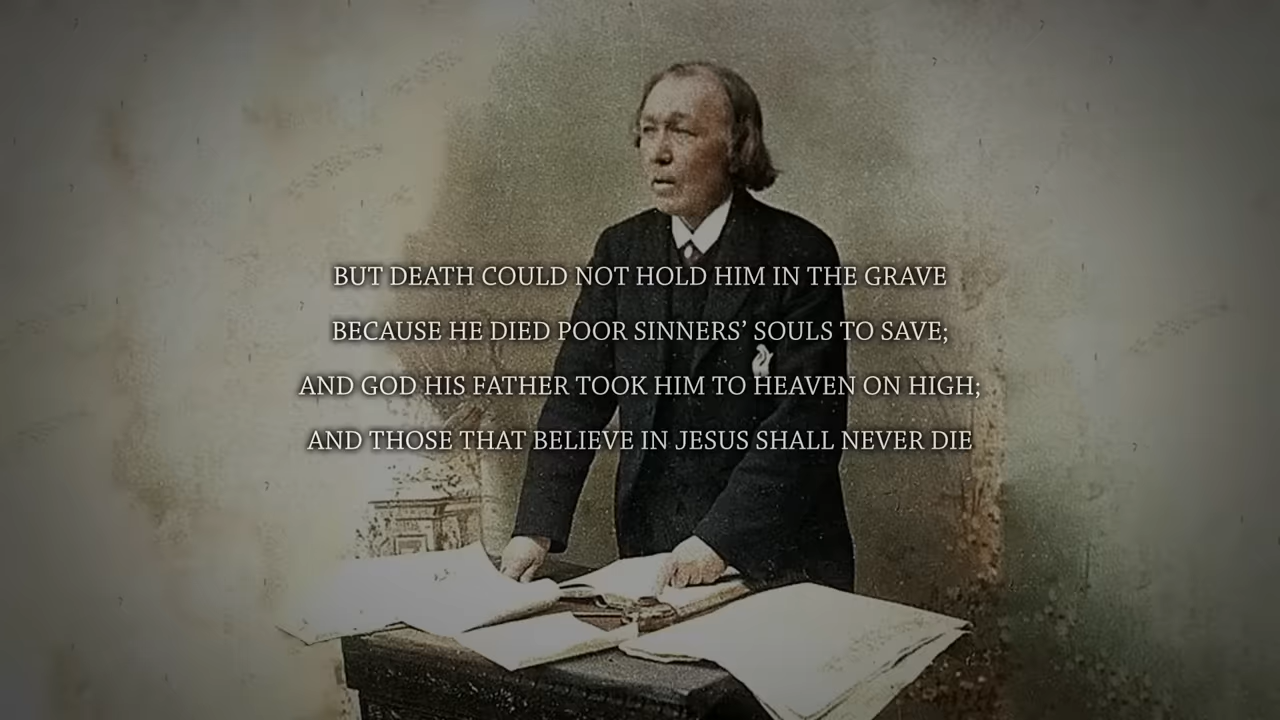 BUT DEATH COULD NOT HOLD HIM IN THE GRAVE
BECAUSE HE DIED POOR SINNERS’ SOULS TO SAVE;
AND GOD HIS FATHER TOOK HIM TO HEAVEN ON HIGH;
AND THOSE THAT BELIEVE IN JESUS SHALL NEVER DIE